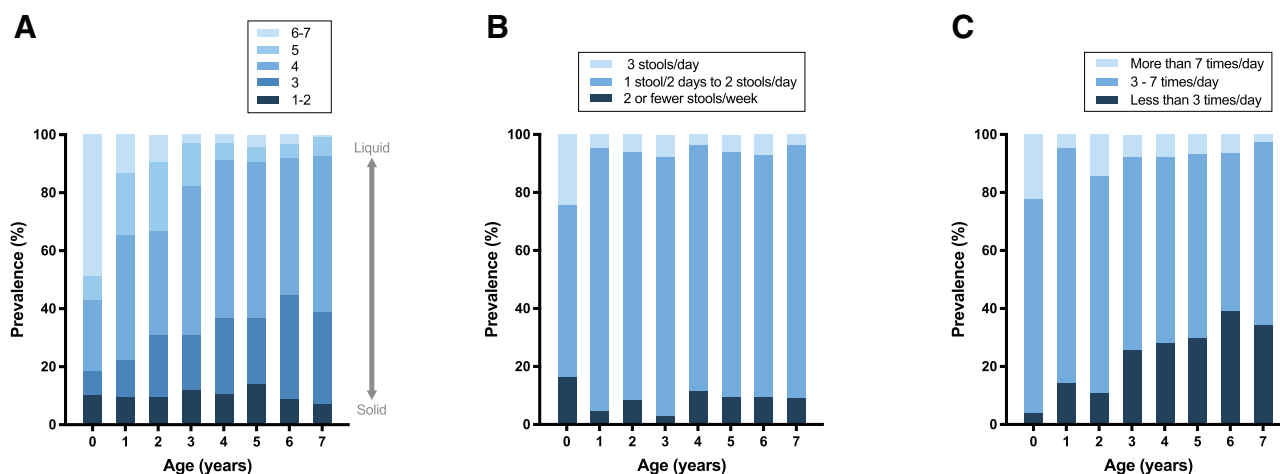 A
6-7
5
4
3
1-2
Prevalence (%)
100
80
60
40
20
0
0 1 2 3 4 5 6 7
Age (years)
Liquid
Solid
B
3 stools/day
1 stool/2 days to 2 stools/day
2 or fewer stools/week
Prevalence (%)
100
80
60
40
20
0
0 1 2 3 4 5 6 7
Age (years)
C
More than 7 times/day
3 - 7 times/day
Less than 3 times/day
Prevalence (%)
100
80
60
40
20
0
0 1 2 3 4 5 6 7
Age (years)